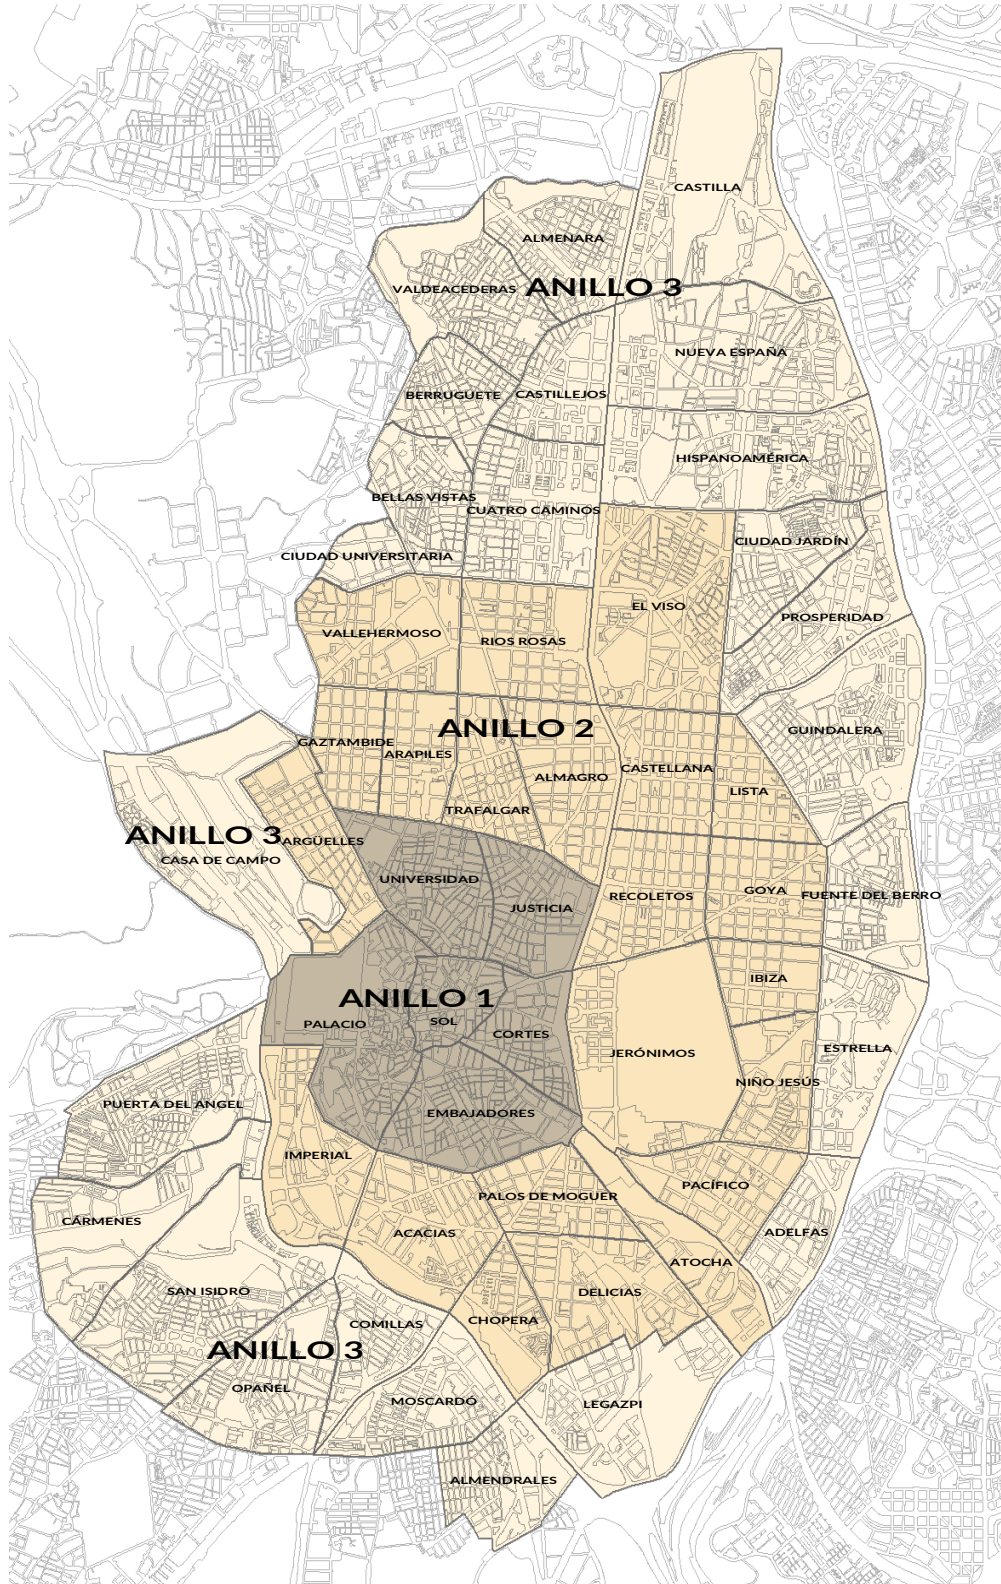 CASTILLA
ALMENARA
VALDEACEDERAS
ANILLO 3
NUEVA ESPAÑA
BERRUGUETE
CASTILLEJOS
HISPANOAMÉRICA
BELLAS VISTAS
CUATRO CAMINOS
CIUDAD JARDÍN
CIUDAD UNIVERSITARIA
EL VISO
PROSPERIDAD
VALLEHERMOSO
RIOS ROSAS
ANILLO 2
GUINDALERA
GAZTAMBIDE
ARAPILES
CASTELLANA
ALMAGRO
LISTA
TRAFALGAR
ANILLO 3
ARGÜELLES
CASA DE CAMPO
UNIVERSIDAD
JUSTICIA
RECOLETOS
GOYA
FUENTE DEL BERRO
IBIZA
ANILLO 1
PALACIO
SOL
CORTES
JERÓNIMOS
ESTRELLA
NIÑO JESÚS
PUERTA DEL ANGEL
EMBAJADORES
IMPERIAL
PACÍFICO
PALOS DE MOGUER
CÁRMENES
ACACIAS
ADELFAS
ATOCHA
SAN ISIDRO
DELICIAS
COMILLAS
CHOPERA
ANILLO 3
OPAÑEL
MOSCARDÓ
LEGAZPI
ALMENDRALES